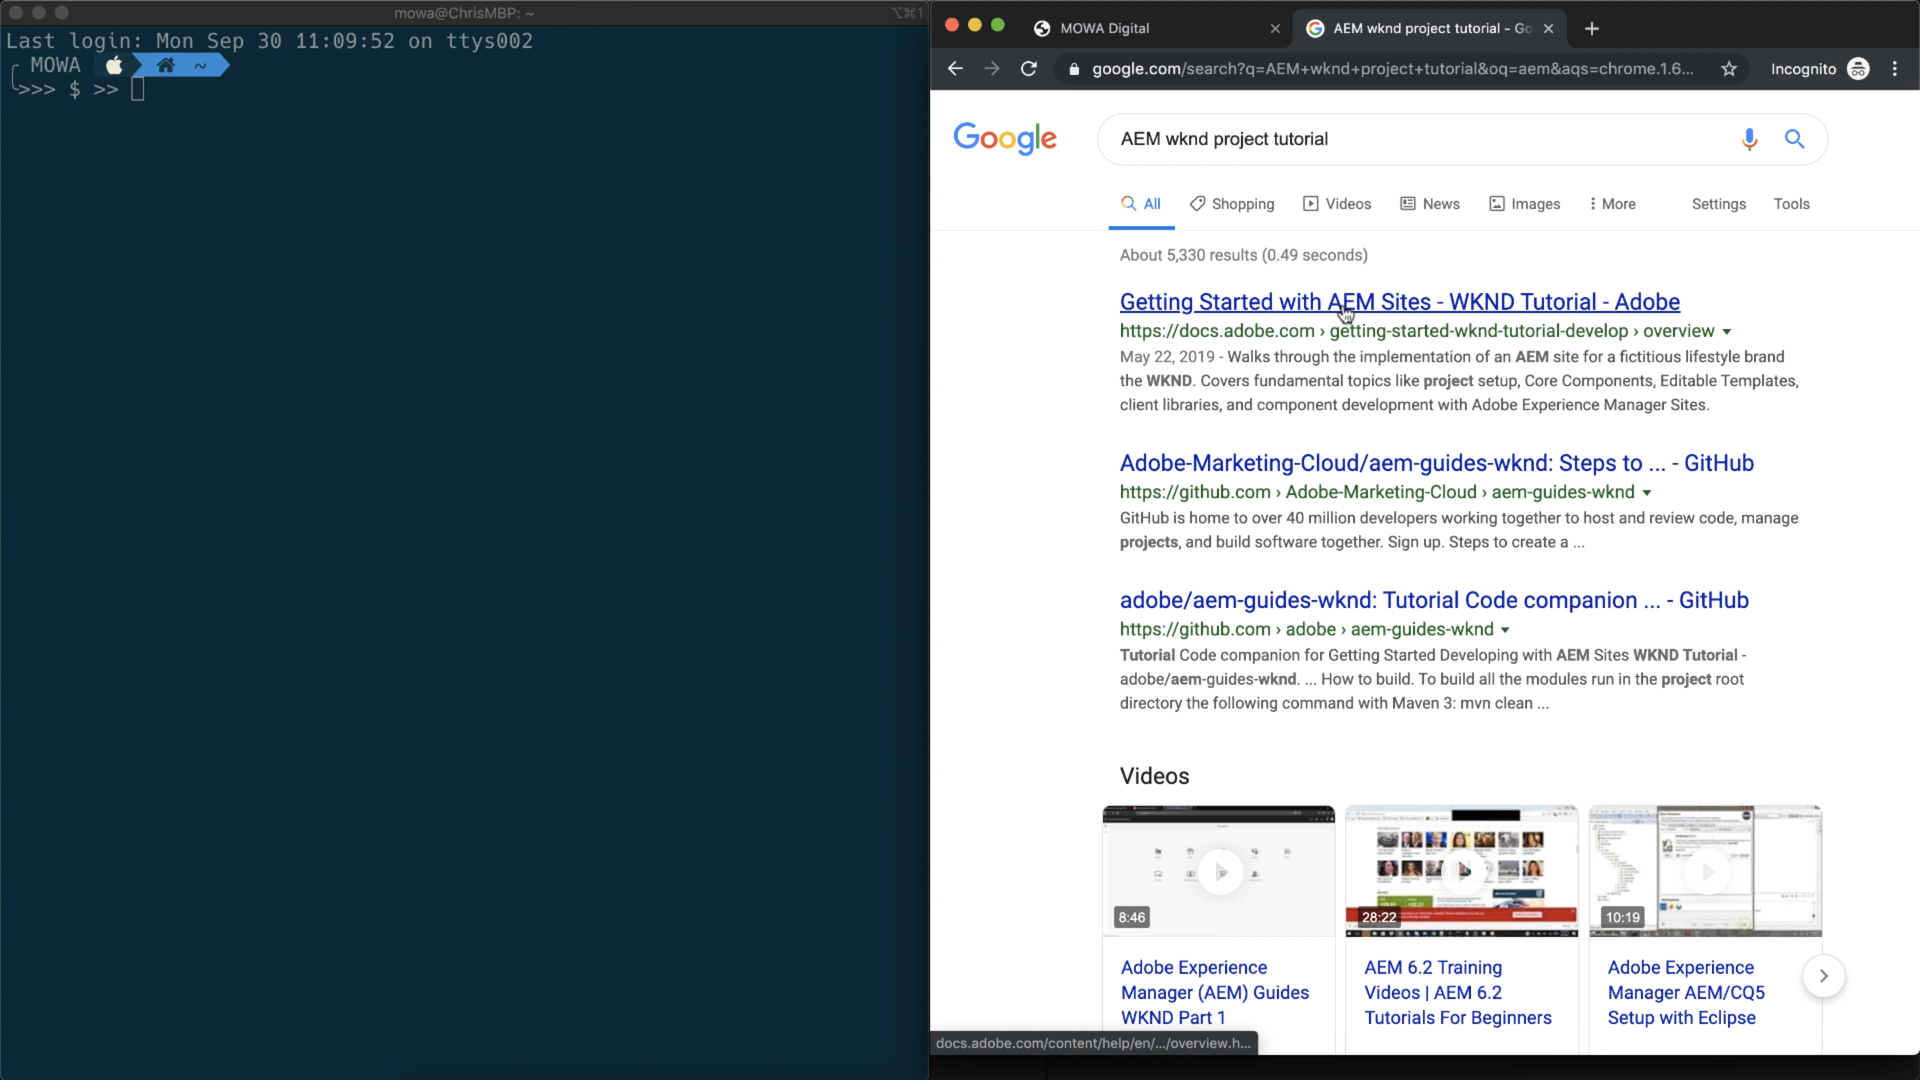 mowa@ChrisMBP: ~
⌥⌘1
Last login: Mon Sep 30 11:09:52 on ttys002
MOWA ~
>>> $ >>
MOWA Digital
AEM wknd project tutorial - Go
google.com/search?q=AEM+wknd+project+tutorial&oq=aem&aqs=chrome.1.6...
Incognito
Google
AEM wknd project tutorial
All
Shopping
Videos
News
Images
More
Settings
Tools
About 5,330 results (0.49 seconds)
Getting Started with AEM Sites - WKND Tutorial - Adobe
https://docs.adobe.com › getting-started-wknd-tutorial-develop › overview
May 22, 2019 - Walks through the implementation of an AEM site for a fictitious lifestyle brand
the WKND. Covers fundamental topics like project setup, Core Components, Editable Templates,
client libraries, and component development with Adobe Experience Manager Sites.
Adobe-Marketing-Cloud/aem-guides-wknd: Steps to ... - GitHub
https://github.com › Adobe-Marketing-Cloud › aem-guides-wknd
GitHub is home to over 40 million developers working together to host and review code, manage
projects, and build software together. Sign up. Steps to create a ...
adobe/aem-guides-wknd: Tutorial Code companion ... - GitHub
https://github.com › adobe › aem-guides-wknd
Tutorial Code companion for Getting Started Developing with AEM Sites WKND Tutorial -
adobe/aem-guides-wknd. ... How to build. To build all the modules run in the project root
directory the following command with Maven 3: mvn clean ...
Videos
8:46
28:22
10:19
Adobe Experience
Manager (AEM) Guides
WKND Part 1
AEM 6.2 Training
Videos | AEM 6.2
Tutorials For Beginners
Adobe Experience
Manager AEM/CQ5
Setup with Eclipse
docs.adobe.com/content/help/en/.../overview.h...